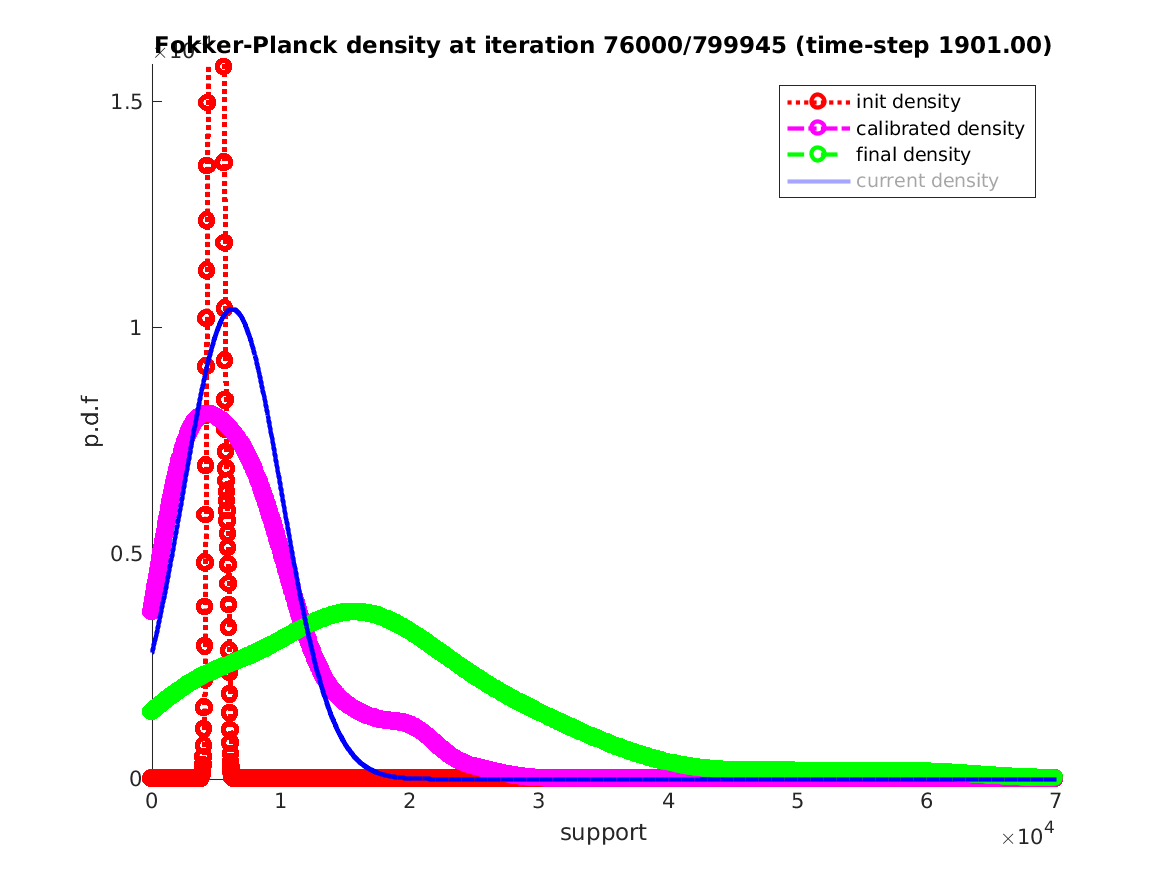 Fokker-Planck density at iteration 76000/799945 (time-step 1901.00)
init density
calibrated density
final density
current density
1.5
1
0.5
0
p.d.f
0 1 2 3 4 5 6 7
support
×10⁴